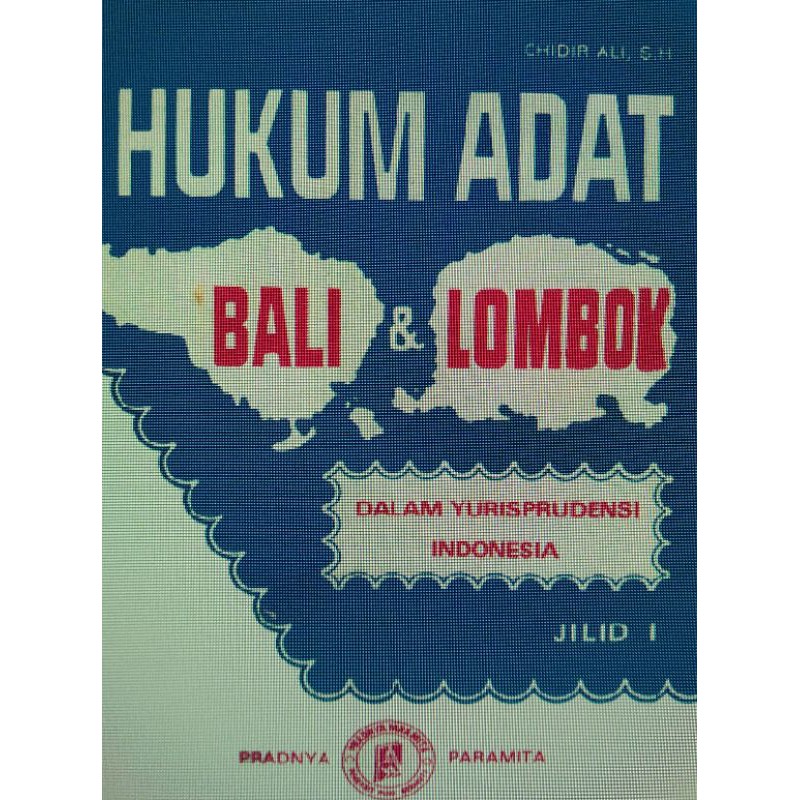 CHIDIR ALI, S.H
HUKUM ADAT
BALI & LOMBOK
DALAM YURISPRUDENSI
INDONESIA
JILID I
PRADNYA PARAMITA